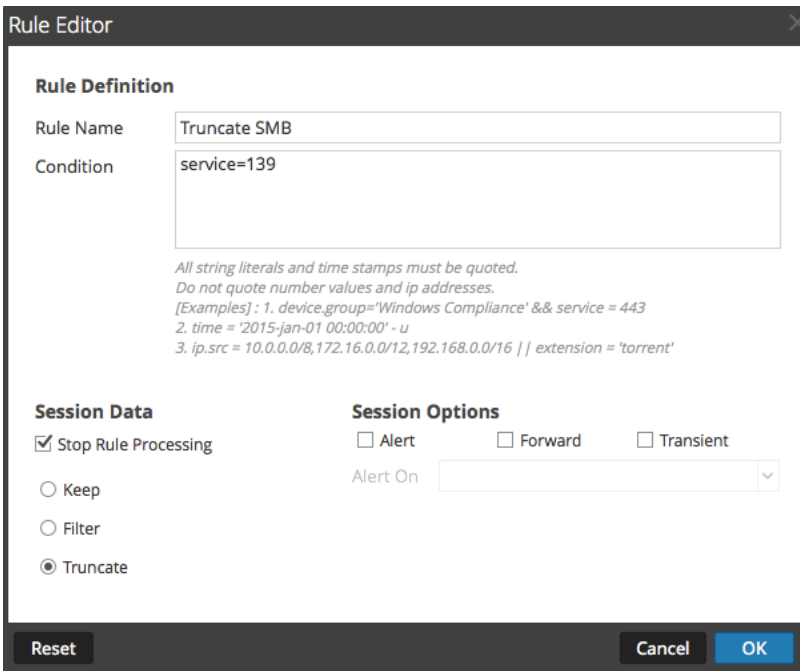 Rule Editor
Rule Definition
Rule Name Truncate SMB
Condition service=139
All string literals and time stamps must be quoted.
Do not quote number values and ip addresses.
[Examples] : 1. device.group='Windows Compliance' && service = 443
2. time = '2015-jan-01 00:00:00' - u
3. ip.src = 10.0.0.0/8,172.16.0.0/12,192.168.0.0/16 || extension = 'torrent'
Session Data Session Options
Stop Rule Processing Alert Forward Transient
Alert On
Keep
Filter
Truncate
Reset Cancel OK